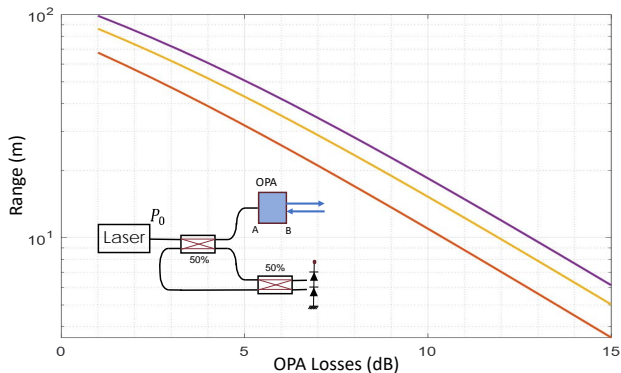 10²
Range (m)
10¹
OPA
P₀
Laser
A B
50%
50%
0 5 10 15
OPA Losses (dB)